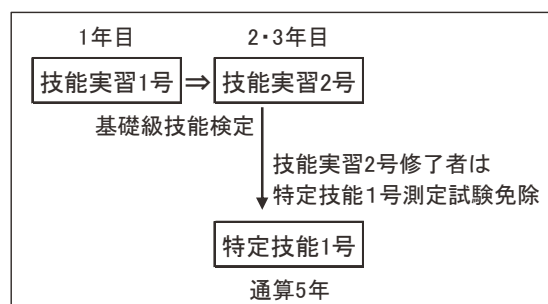 1年目
2・3年目
技能実習1号⇒技能実習2号
基礎級技能検定
技能実習2号修了者は
特定技能1号測定試験免除
特定技能1号
通算5年